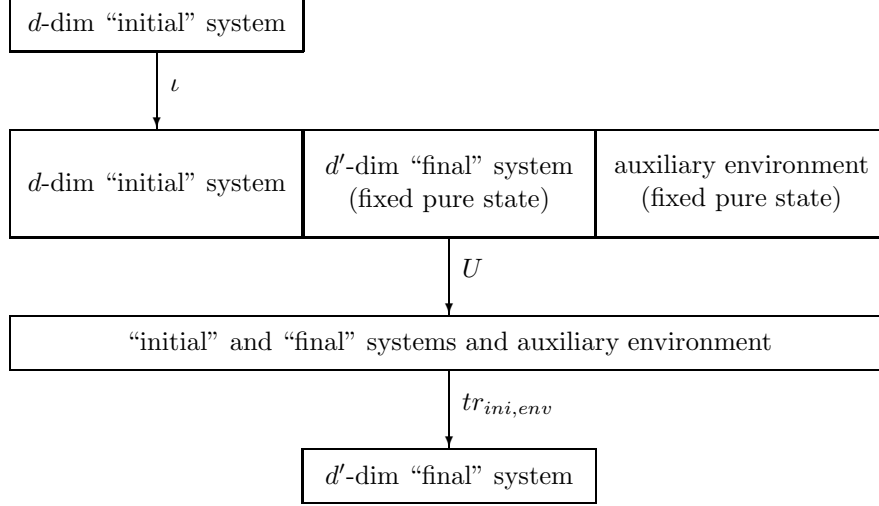 d-dim “initial” system
ι
d-dim “initial” system
d′-dim “final” system
(fixed pure state)
auxiliary environment
(fixed pure state)
U
“initial” and “final” systems and auxiliary environment
tr_{ini,env}
d′-dim “final” system